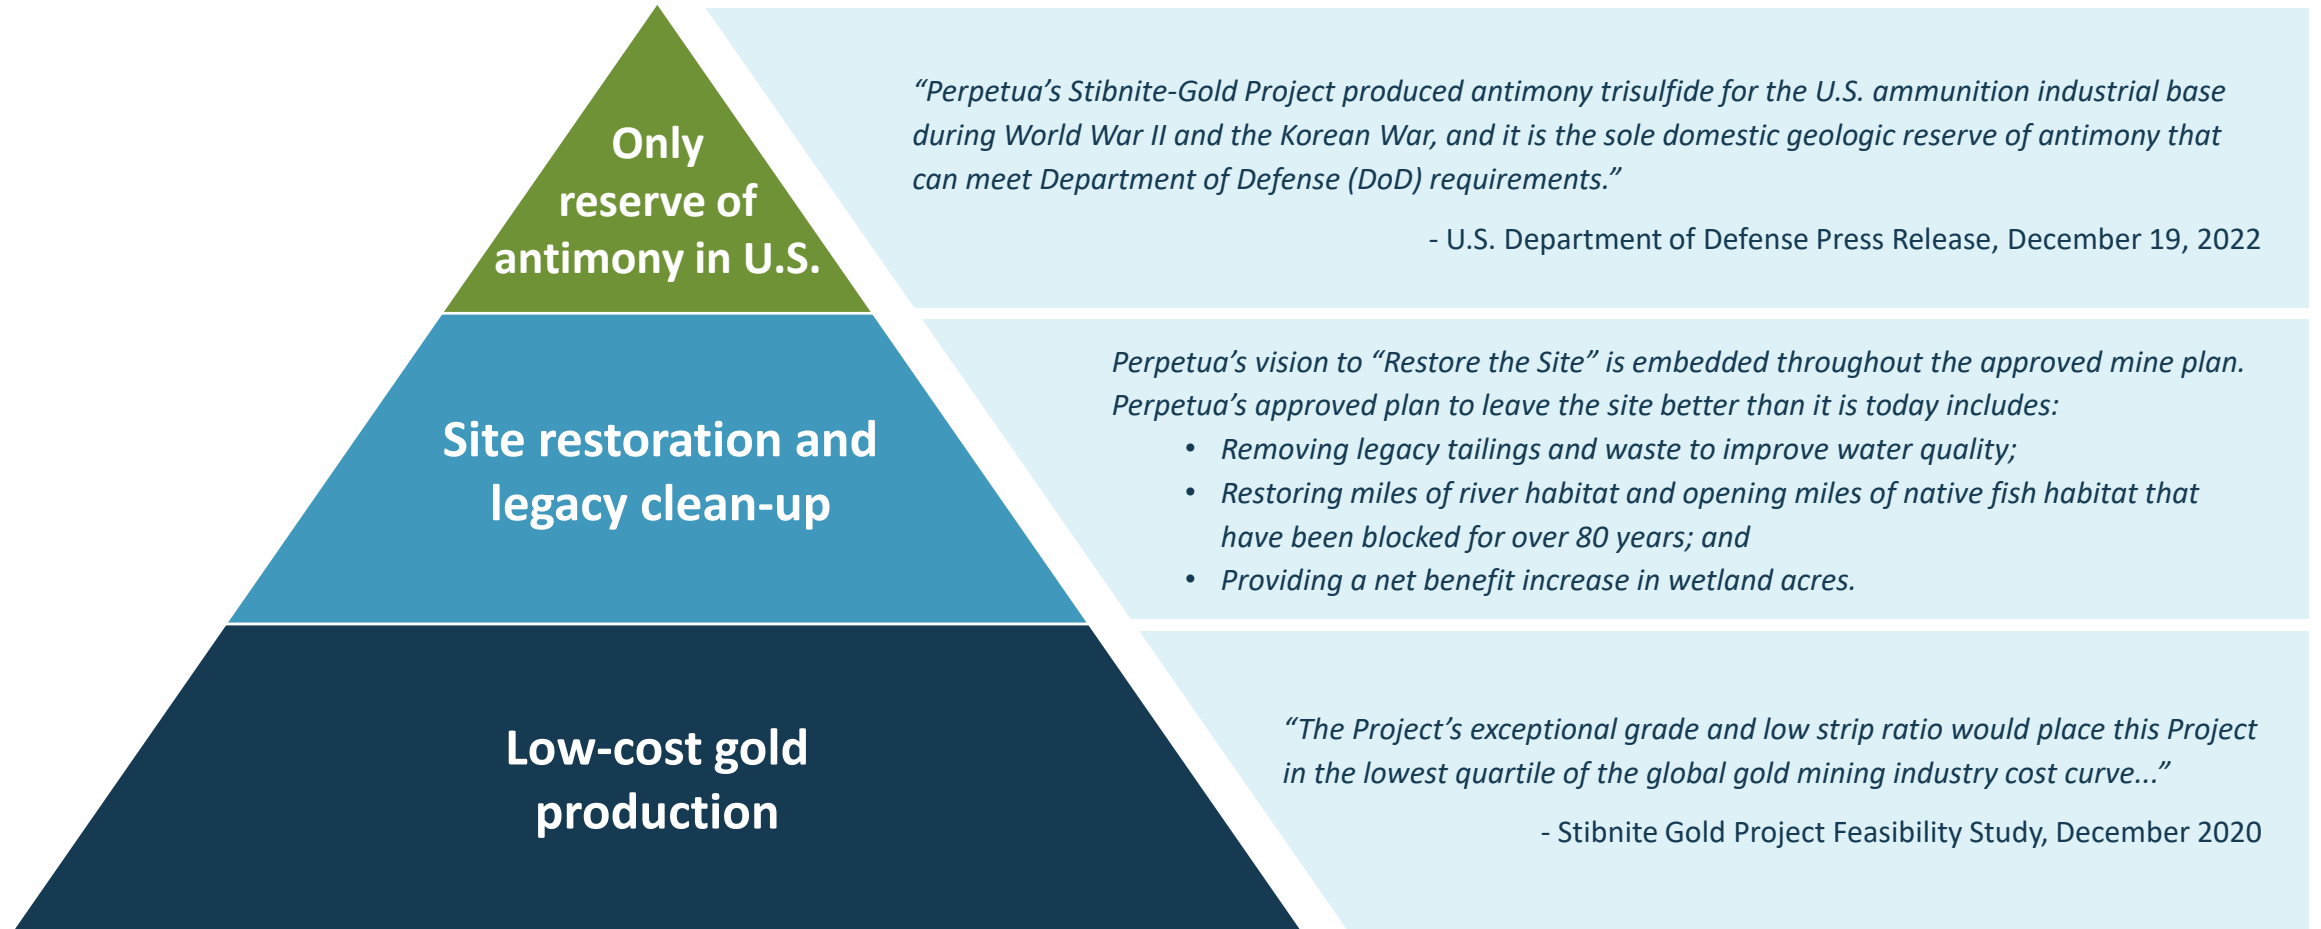 Only
reserve of
antimony in U.S.
“Perpetua’s Stibnite-Gold Project produced antimony trisulfide for the U.S. ammunition industrial base
during World War II and the Korean War, and it is the sole domestic geologic reserve of antimony that
can meet Department of Defense (DoD) requirements.”
- U.S. Department of Defense Press Release, December 19, 2022
Site restoration and
legacy clean-up
Perpetua’s vision to “Restore the Site” is embedded throughout the approved mine plan.
Perpetua’s approved plan to leave the site better than it is today includes:
• Removing legacy tailings and waste to improve water quality;
• Restoring miles of river habitat and opening miles of native fish habitat that
have been blocked for over 80 years; and
• Providing a net benefit increase in wetland acres.
Low-cost gold
production
“The Project’s exceptional grade and low strip ratio would place this Project
in the lowest quartile of the global gold mining industry cost curve...”
- Stibnite Gold Project Feasibility Study, December 2020